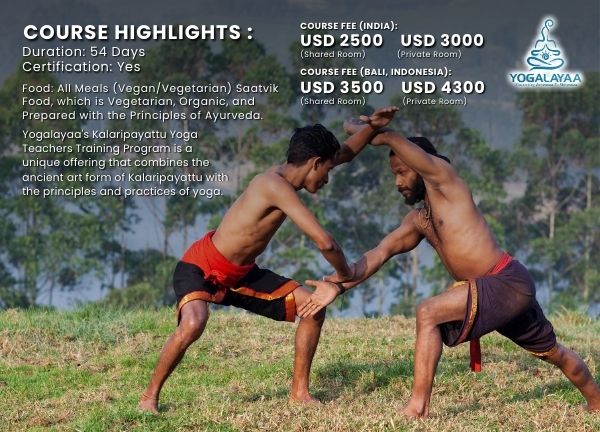 COURSE HIGHLIGHTS :
Duration: 54 Days
Certification: Yes
Food: All Meals (Vegan/Vegetarian) Saatvik
Food, which is Vegetarian, Organic, and
Prepared with the Principles of Ayurveda.
Yogalayaa's Kalaripayattu Yoga
Teachers Training Program is a
unique offering that combines the
ancient art form of Kalaripayattu with
the principles and practices of yoga.
COURSE FEE (INDIA):
USD 2500 USD 3000
(Shared Room) (Private Room)
COURSE FEE (BALI, INDONESIA):
USD 3500 USD 4300
(Shared Room) (Private Room)
YOGALAYAA